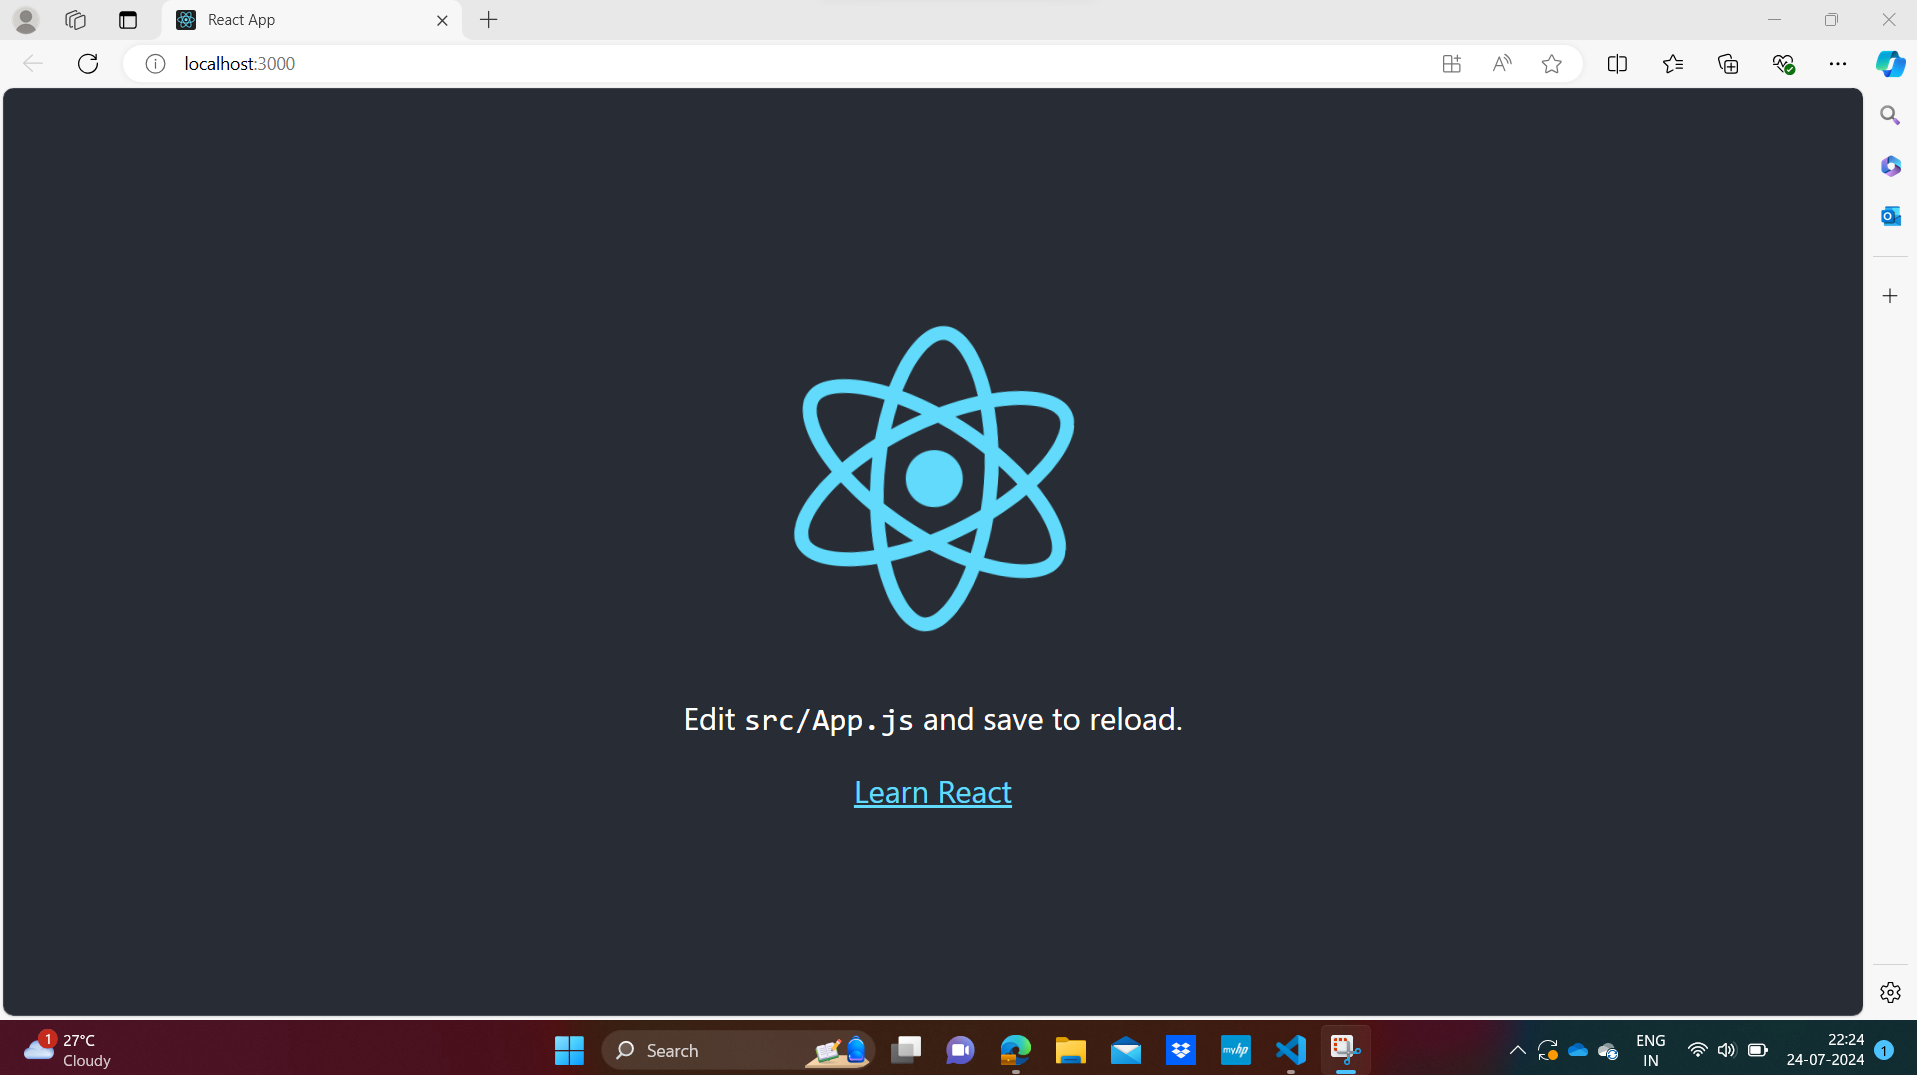 React App
localhost:3000
Edit src/App.js and save to reload.
Learn React
1
27°C
Cloudy
Search
myhp
ENG
IN
22:24
24-07-2024
1